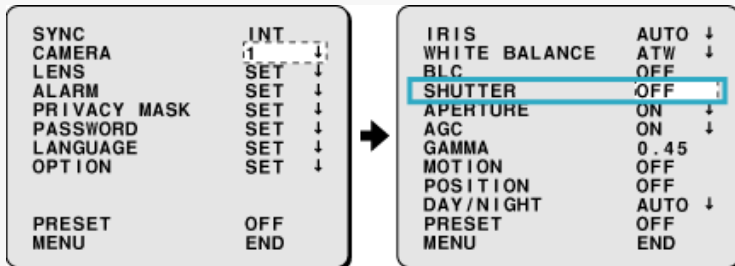 SYNC INT
CAMERA 1 ↓
LENS SET ↓
ALARM SET ↓
PRIVACY MASK SET ↓
PASSWORD SET ↓
LANGUAGE SET ↓
OPTION SET ↓
PRESET OFF
MENU END
IRIS AUTO ↓
WHITE BALANCE ATW ↓
BLC OFF
SHUTTER OFF
APERTURE ON ↓
AGC ON ↓
GAMMA 0.45
MOTION OFF
POSITION OFF
DAY/NIGHT AUTO ↓
PRESET OFF
MENU END